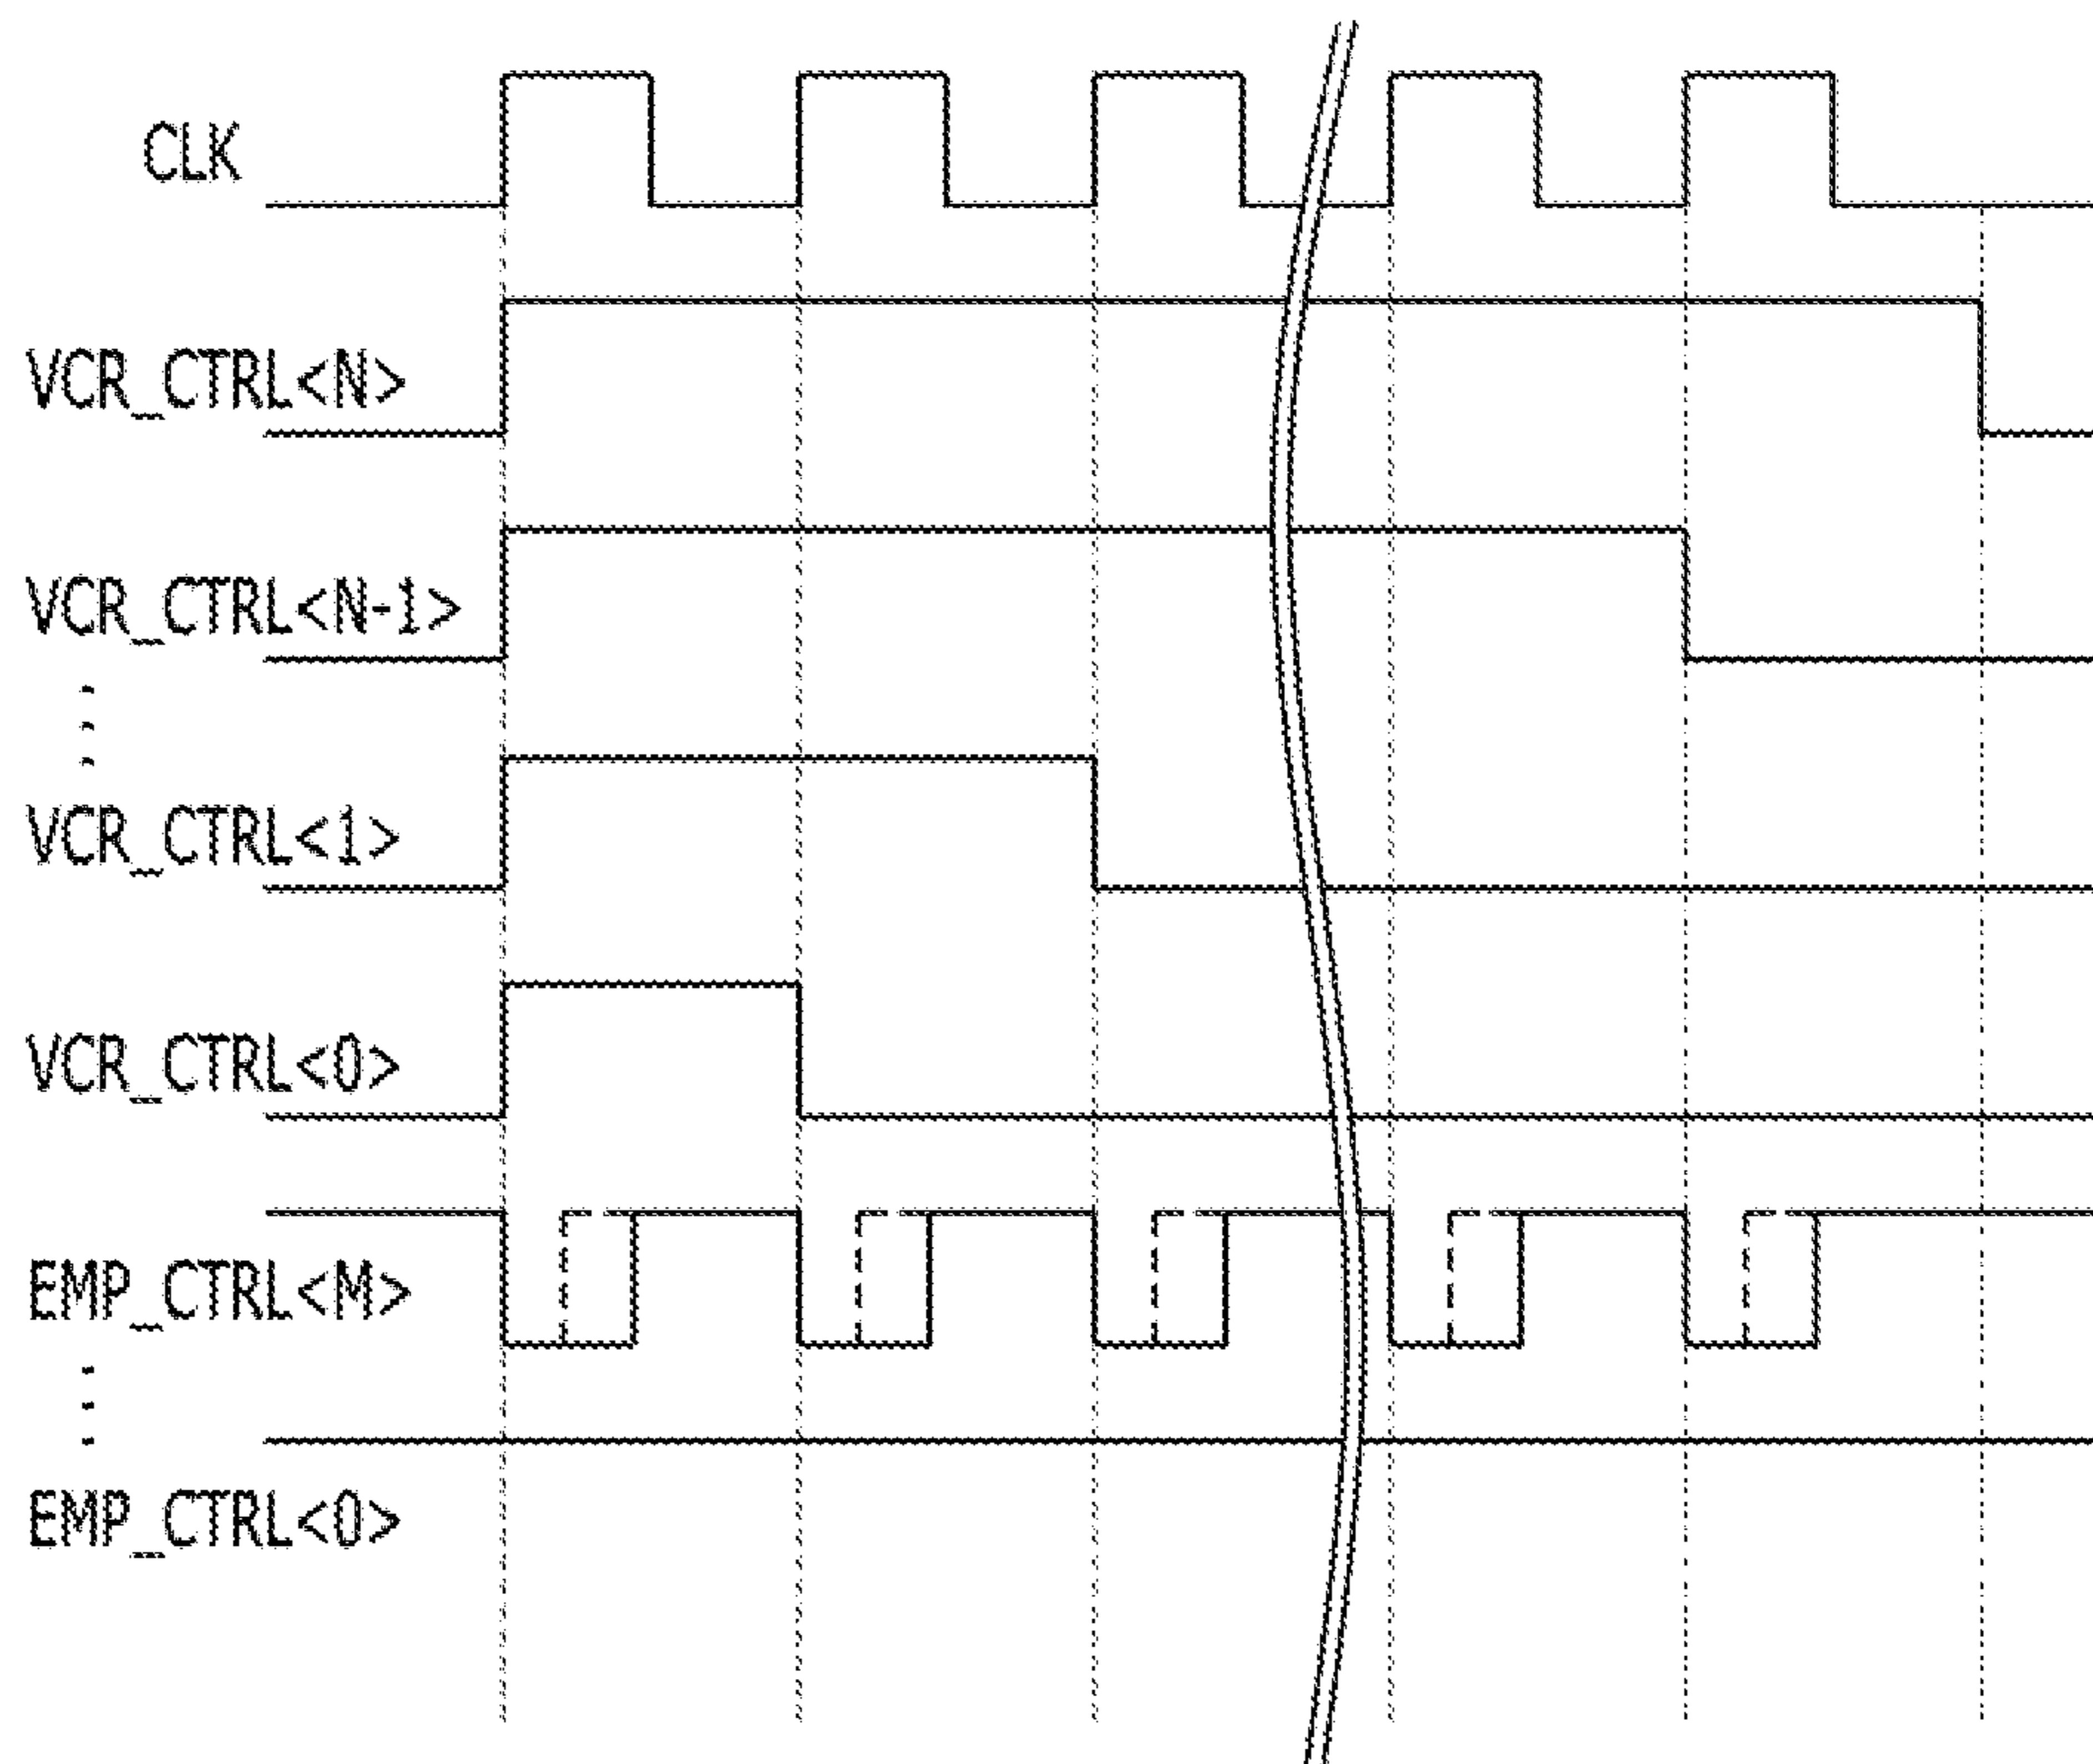 CLK
VCR_CTRL<N>
VCR_CTRL<N-1>
VCR_CTRL<1>
VCR_CTRL<0>
EMP_CTRL<M>
EMP_CTRL<0>